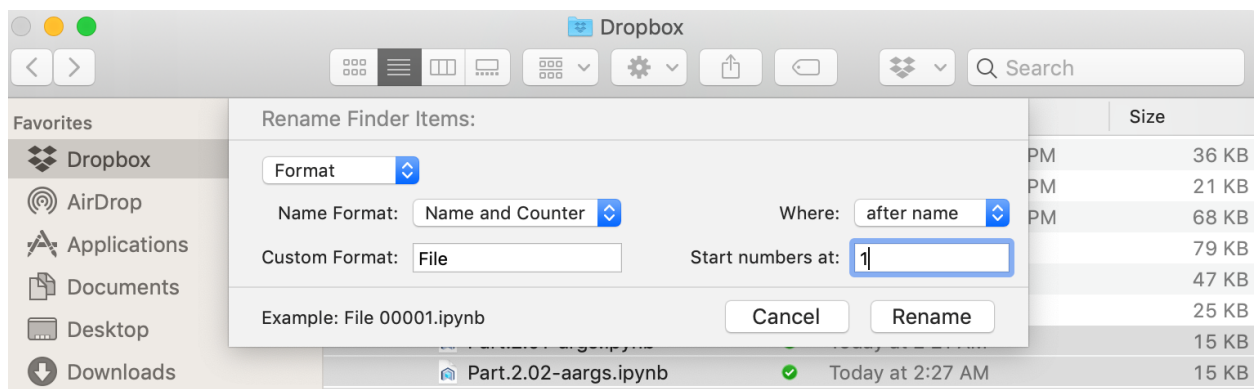 Dropbox
Search
Favorites
Dropbox
AirDrop
Applications
Documents
Desktop
Downloads
Rename Finder Items:
Format
Name Format: Name and Counter Where: after name
Custom Format: File Start numbers at: 1
Example: File 00001.ipynb Cancel Rename
Size
PM 36 KB
PM 21 KB
PM 68 KB
79 KB
47 KB
25 KB
15 KB
Part.2.02-aargs.ipynb Today at 2:27 AM 15 KB